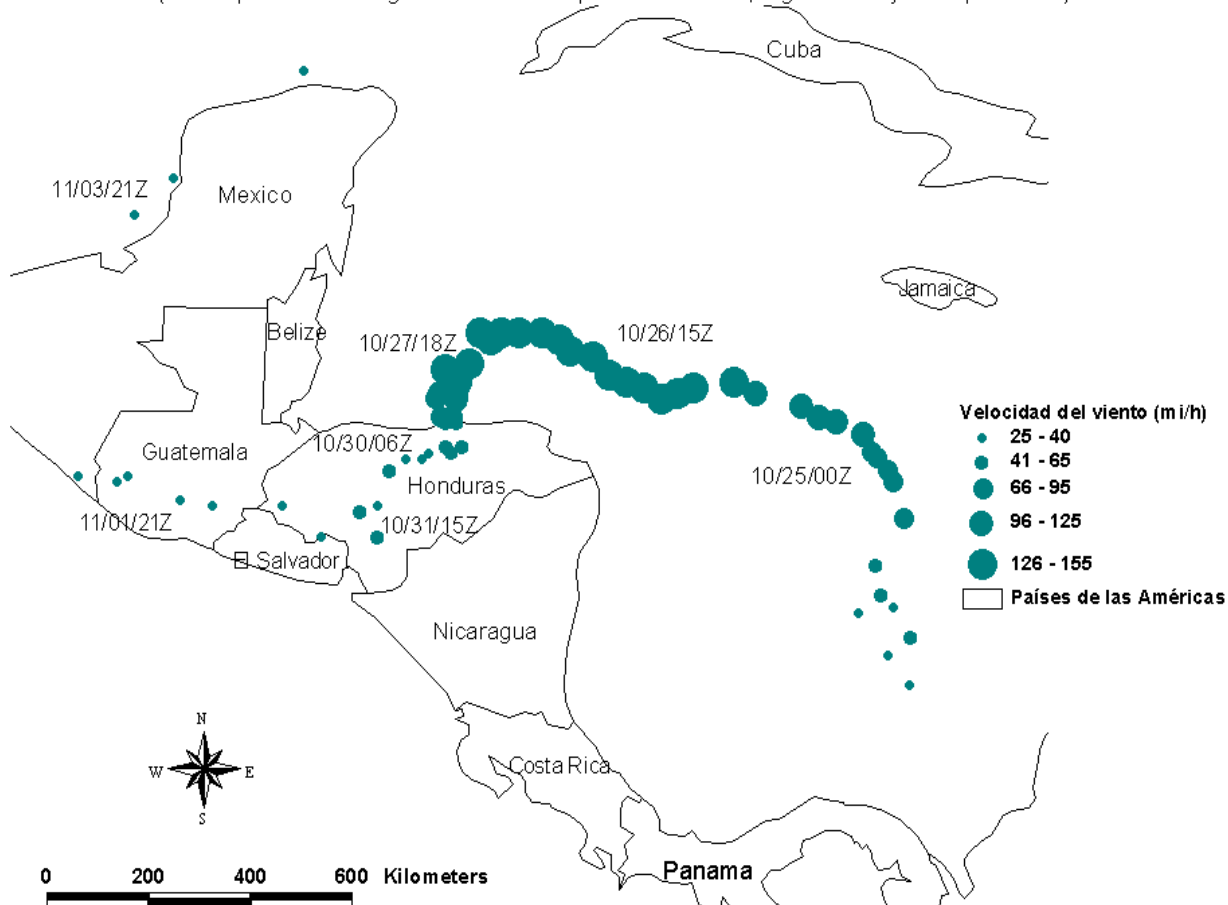 Cuba
11/03/21Z
Mexico
Jamaica
Belize
10/27/18Z
10/26/15Z
Velocidad del viento (mi/h)
25 - 40
41 - 65
66 - 95
96 - 125
126 - 155
Países de las Américas
Guatemala
10/30/06Z
10/25/00Z
Honduras
11/01/21Z
10/31/15Z
El Salvador
Nicaragua
N
W
E
S
Costa Rica
Panama
0 200 400 600 Kilometers